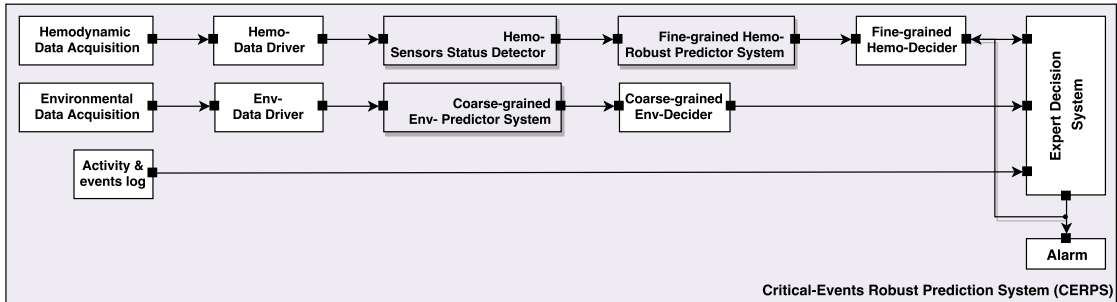 Hemodynamic
Data Acquisition
Hemo-
Data Driver
Hemo-
Sensors Status Detector
Fine-grained Hemo-
Robust Predictor System
Fine-grained
Hemo-Decider
Expert Decision
System
Environmental
Data Acquisition
Env-
Data Driver
Coarse-grained
Env- Predictor System
Coarse-grained
Env-Decider
Activity &
events log
Alarm
Critical-Events Robust Prediction System (CERPS)